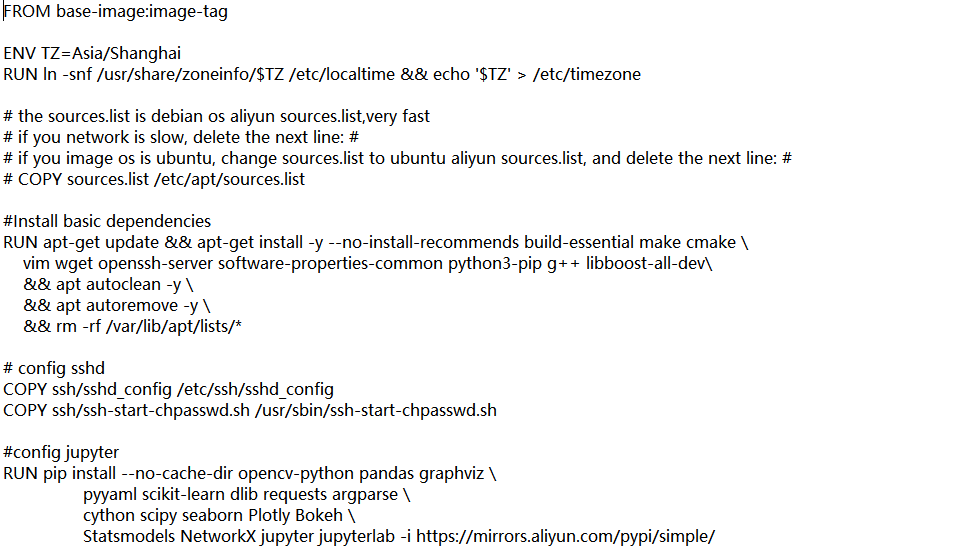 FROM base-image:image-tag

ENV TZ=Asia/Shanghai
RUN ln -snf /usr/share/zoneinfo/$TZ /etc/localtime && echo '$TZ' > /etc/timezone

# the sources.list is debian os aliyun sources.list,very fast
# if you network is slow, delete the next line: #
# if you image os is ubuntu, change sources.list to ubuntu aliyun sources.list, and delete the next line: #
# COPY sources.list /etc/apt/sources.list

#Install basic dependencies
RUN apt-get update && apt-get install -y --no-install-recommends build-essential make cmake \
    vim wget openssh-server software-properties-common python3-pip g++ libboost-all-dev\
    && apt autoclean -y \
    && apt autoremove -y \
    && rm -rf /var/lib/apt/lists/*

# config sshd
COPY ssh/sshd_config /etc/ssh/sshd_config
COPY ssh/ssh-start-chpasswd.sh /usr/sbin/ssh-start-chpasswd.sh

#config jupyter
RUN pip install --no-cache-dir opencv-python pandas graphviz \
                pyyaml scikit-learn dlib requests argparse \
                cython scipy seaborn Plotly Bokeh \
                Statsmodels NetworkX jupyter jupyterlab -i https://mirrors.aliyun.com/pypi/simple/